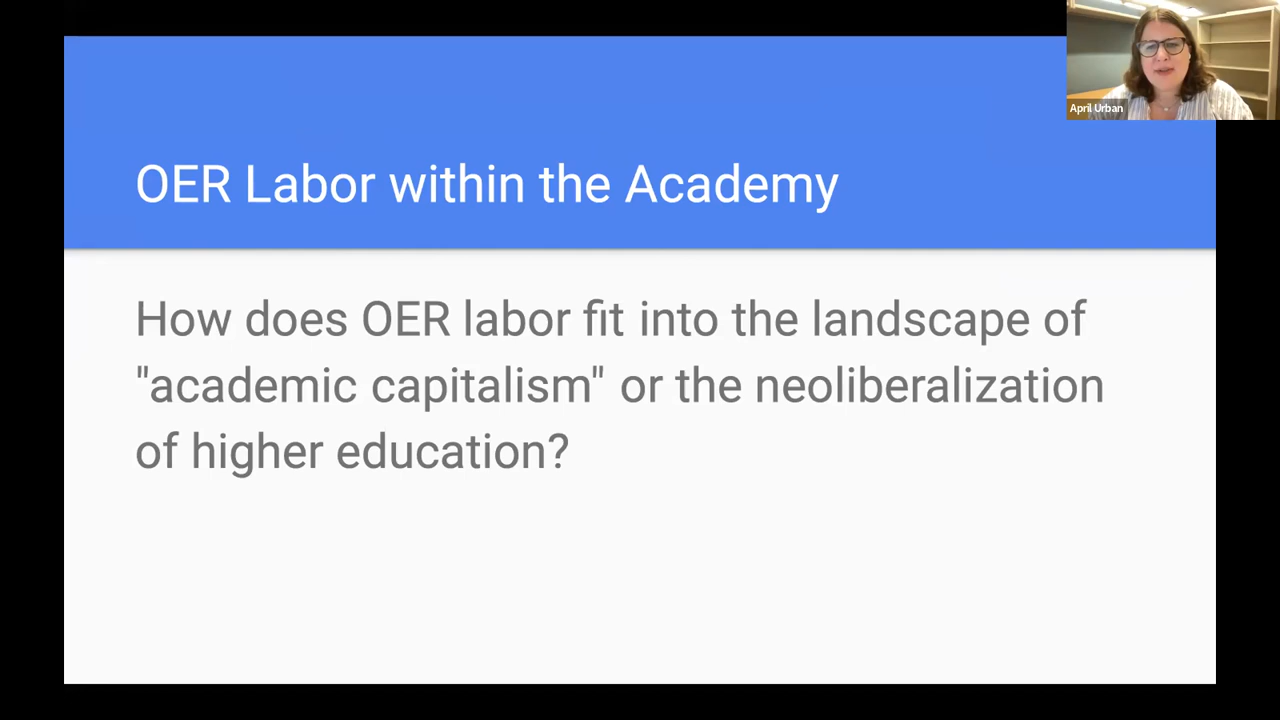 April Urban
OER Labor within the Academy
How does OER labor fit into the landscape of
"academic capitalism" or the neoliberalization
of higher education?